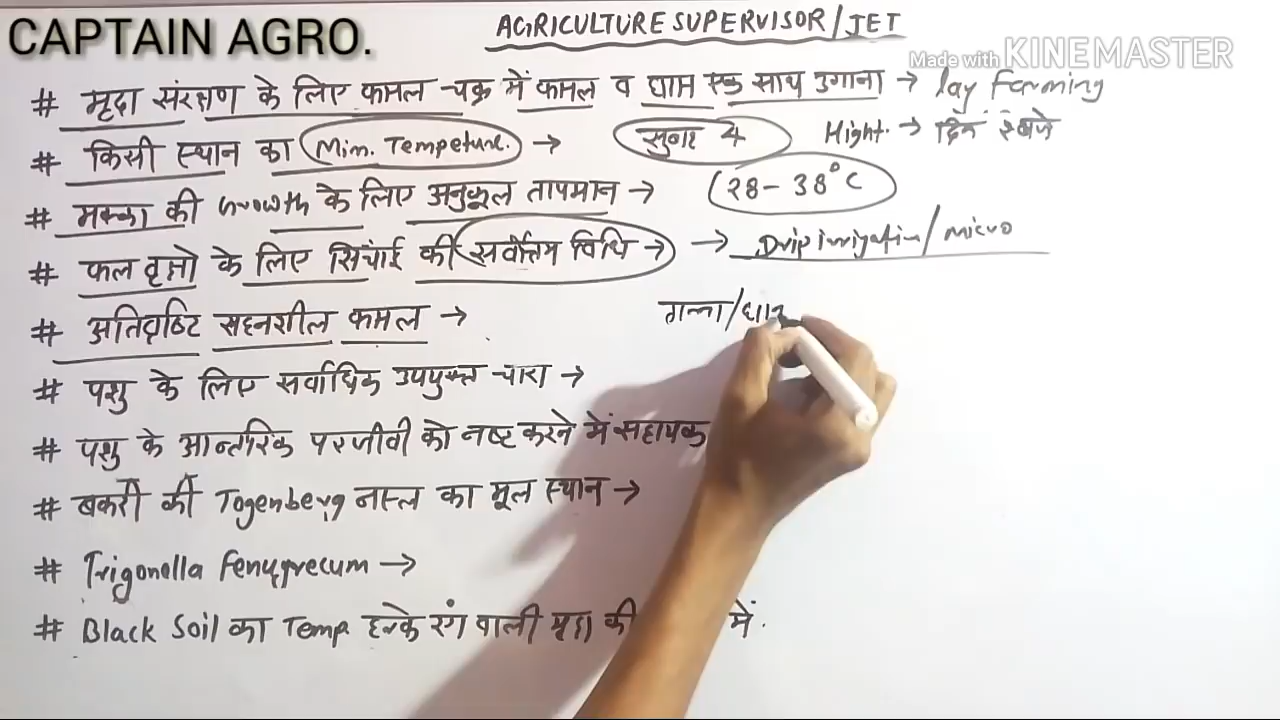 CAPTAIN AGRO.
AGRICULTURE SUPERVISOR/JET
Made with KINEMASTER
# मृदा संरक्षण के लिए फसल चक्र में फसल व घास एक साथ उगाना → lay Farming
# किसी स्थान का Mim. Tempeture. → सुबह 4 Hight. → दिन २ बजे
# मक्का की Growth के लिए अनुकूल तापमान → 28 - 38°C
# फल वृक्षो के लिए सिचांई की सर्वोत्तम विधि → → Drip irrigation/micro
# अतिवृष्टि सहनशील फसल → गन्ना/धान
# पशु के लिए सर्वाधिक उपयुक्त चारा →
# पशु के आन्तरिक परजीवी को नष्ट करने में सहायक
# बकरी की Togenberg नस्ल का मूल स्थान →
# Trigonella Fenugrecum →
# Black Soil का Temp. हल्के रंग वाली मृदा की में.